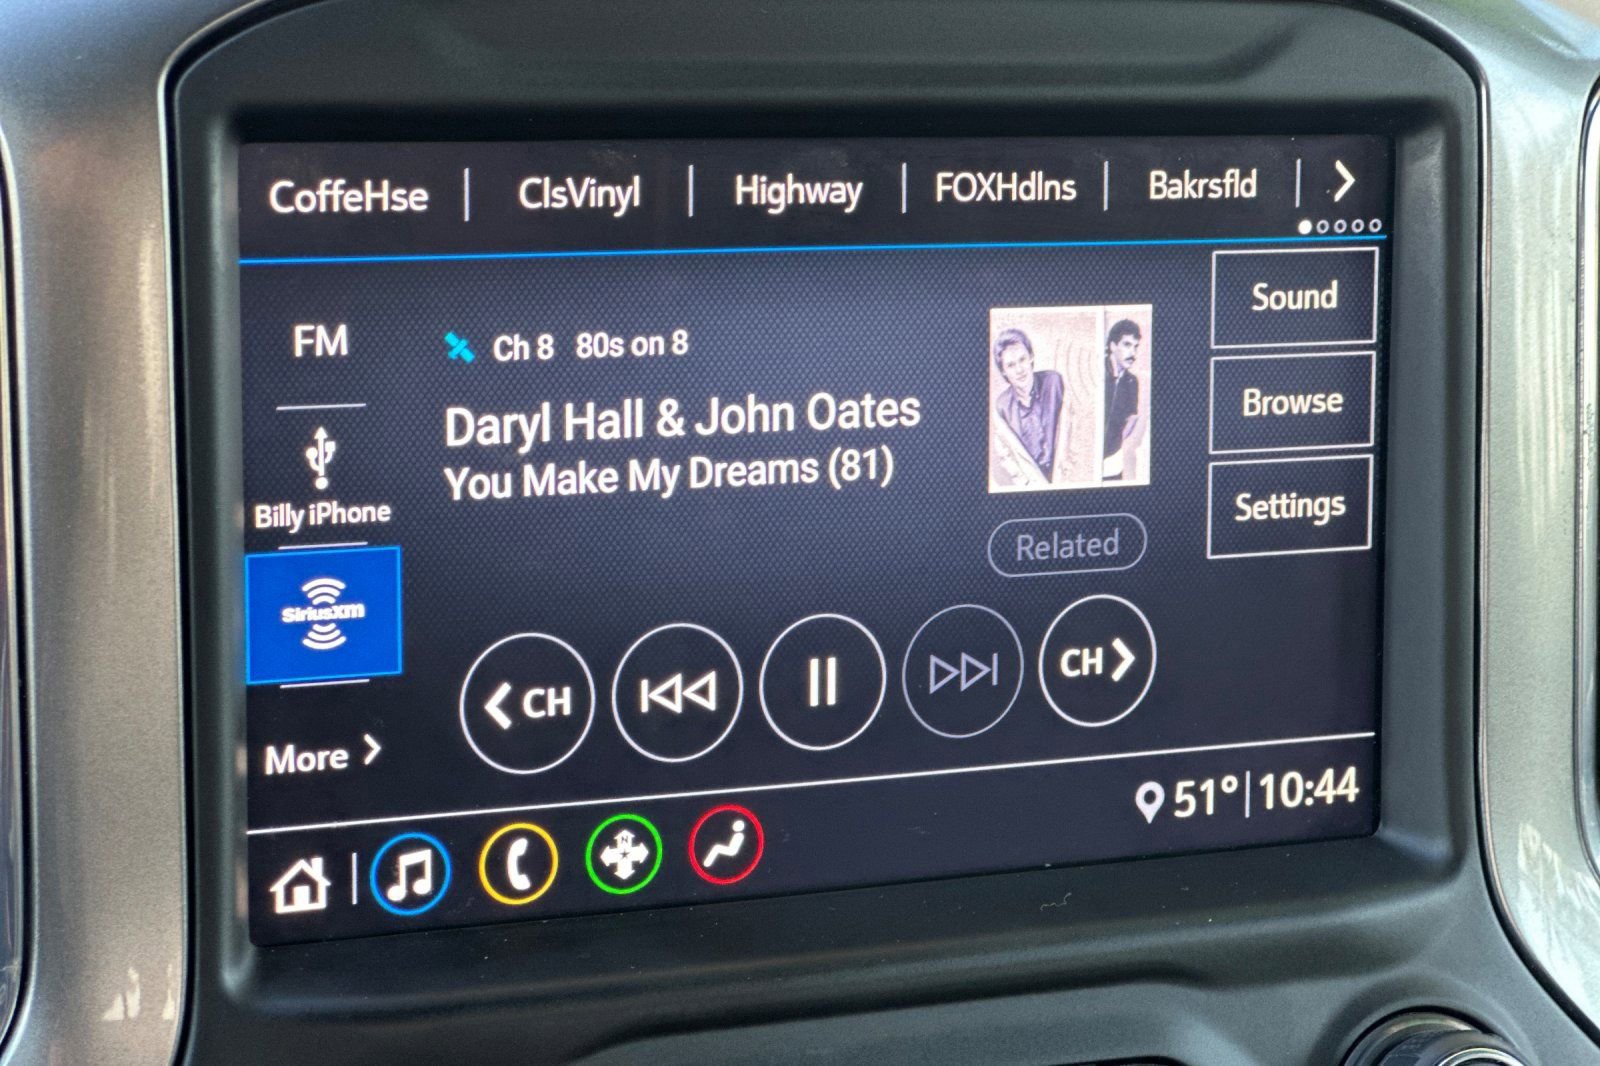 CoffeHse | ClsVinyl | Highway | FOXHdlns | Bakrsfld |
FM
Ch 8 80s on 8
Sound
Daryl Hall & John Oates
You Make My Dreams (81)
Browse
Billy iPhone
Settings
Related
SiriusXM
CH
CH
More
51° | 10:44
N